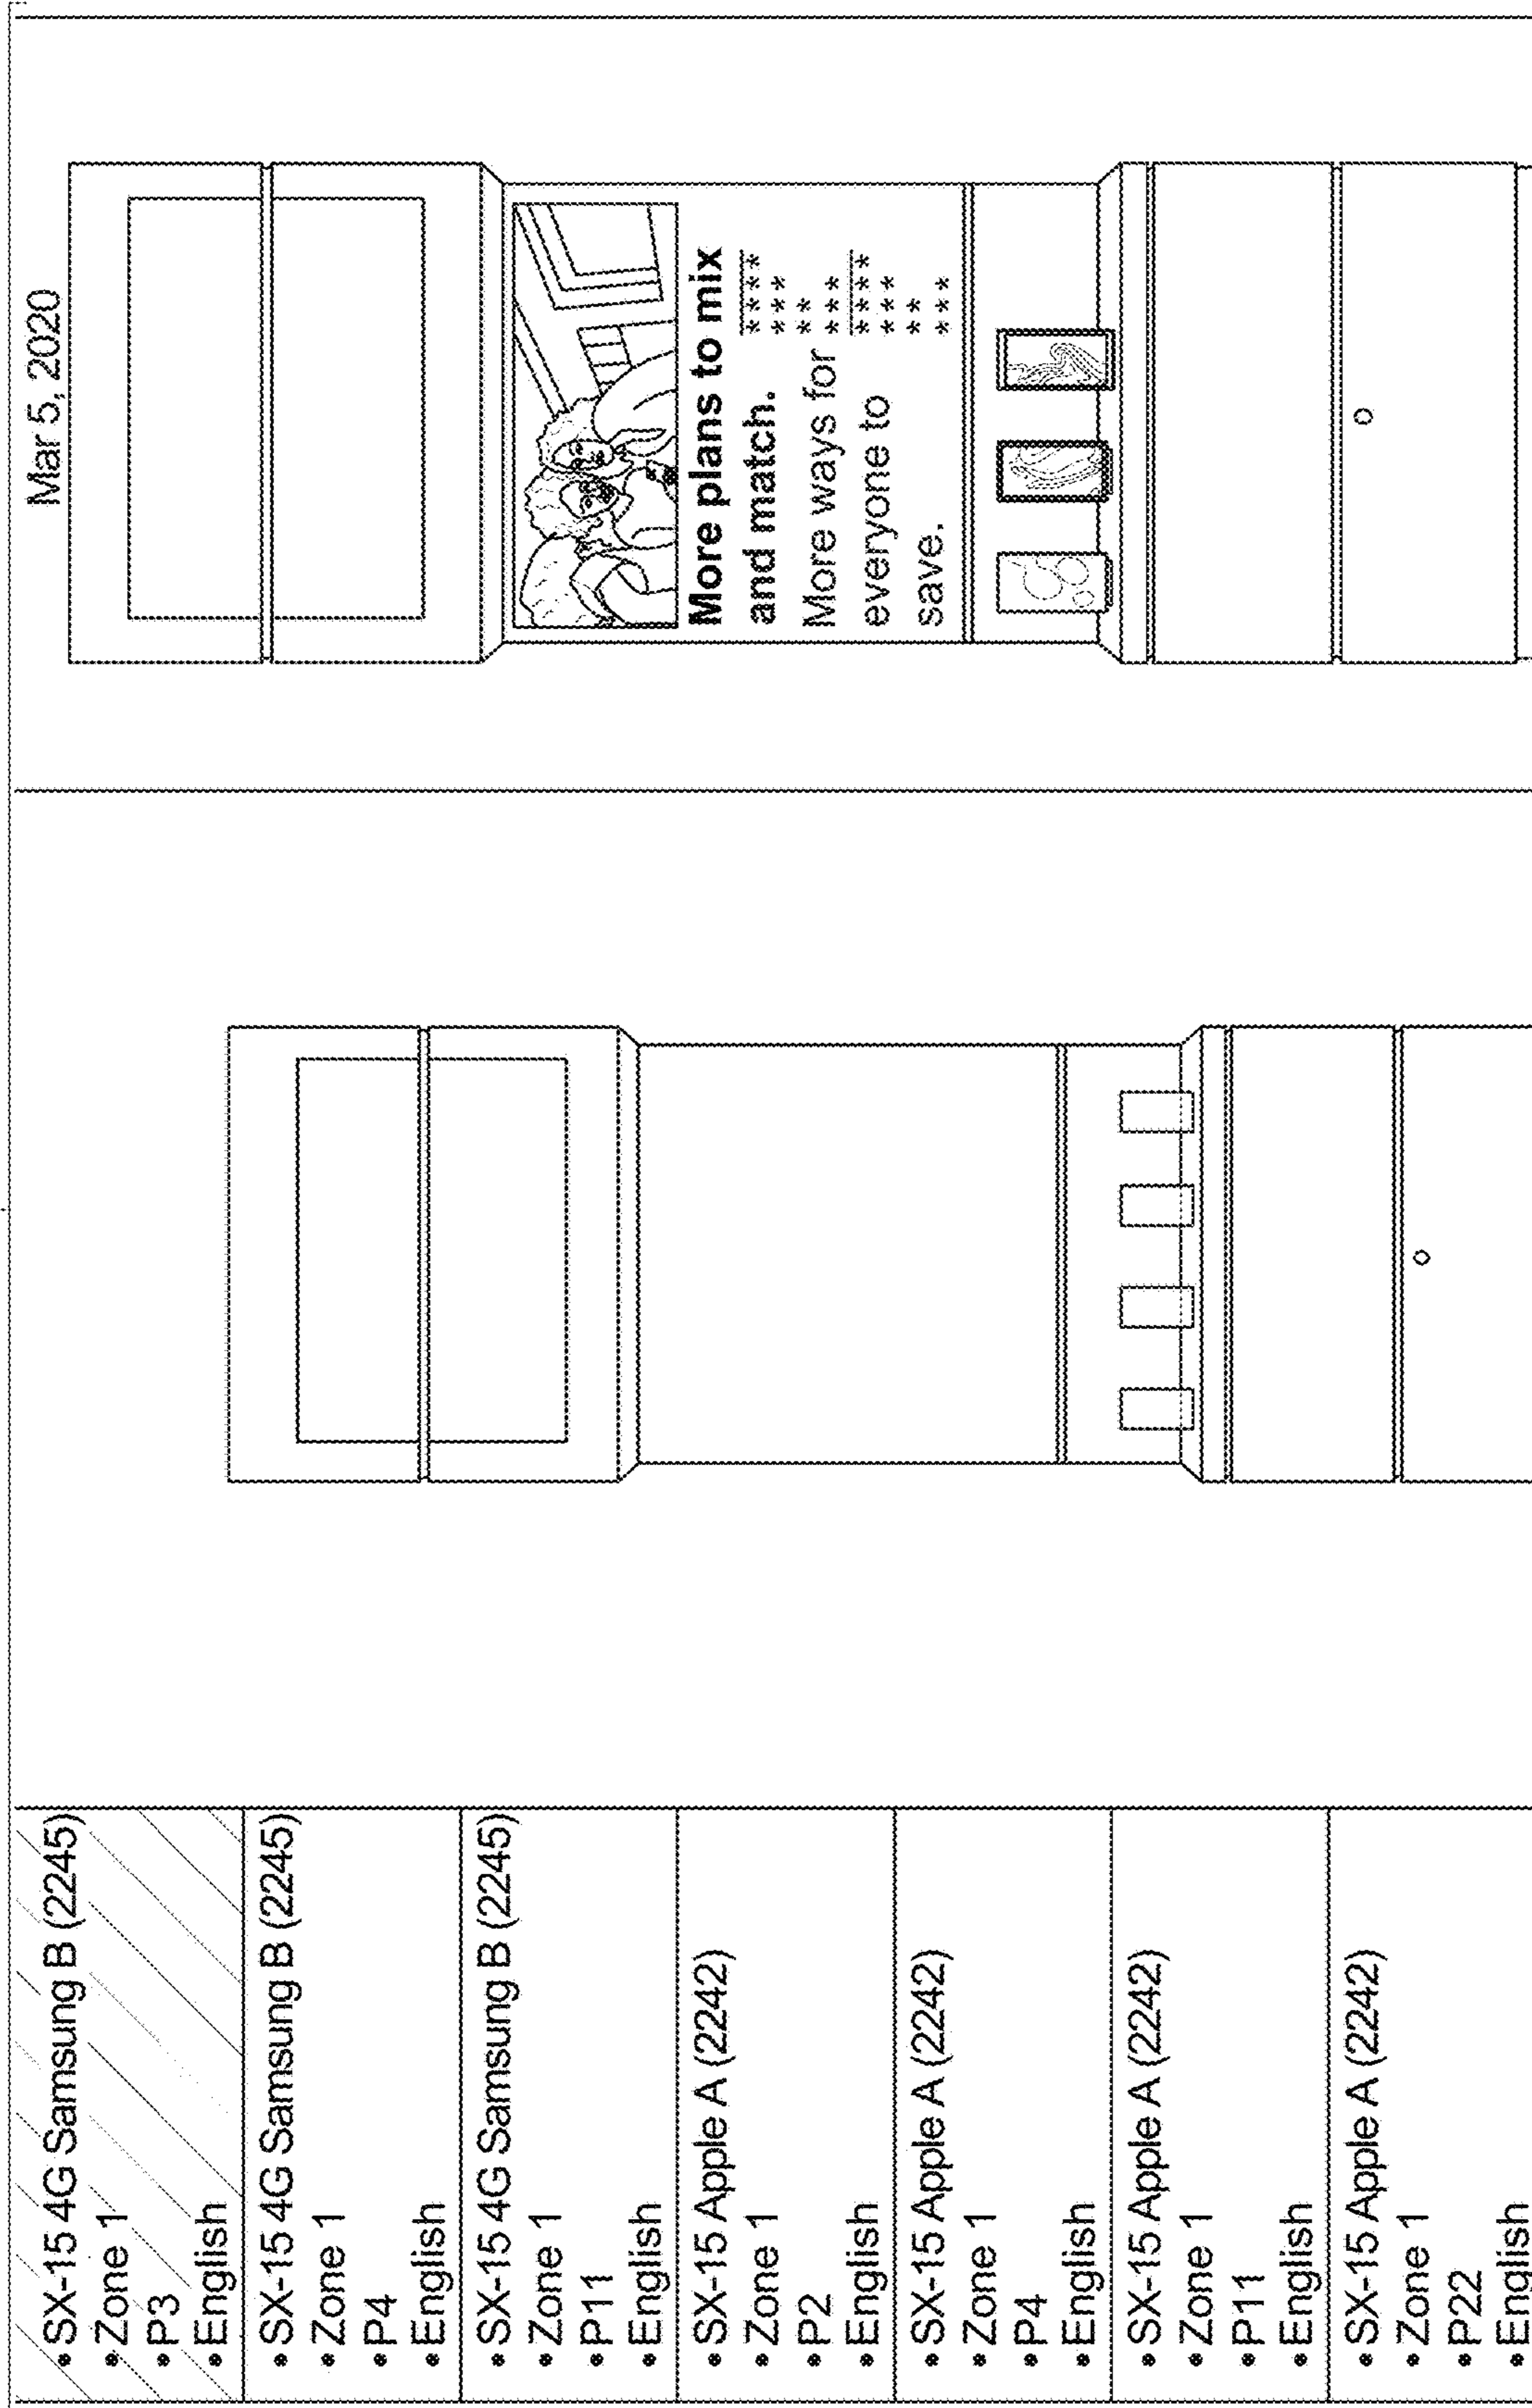 • SX-15 4G Samsung B (2245)
• Zone 1
• P3
• English
• SX-15 4G Samsung B (2245)
• Zone 1
• P4
• English
• SX-15 4G Samsung B (2245)
• Zone 1
• P11
• English
• SX-15 Apple A (2242)
• Zone 1
• P2
• English
• SX-15 Apple A (2242)
• Zone 1
• P4
• English
• SX-15 Apple A (2242)
• Zone 1
• P11
• English
• SX-15 Apple A (2242)
• Zone 1
• P22
• English
Mar 5, 2020
More plans to mix
and match.
More ways for
everyone to
save.
****
***
**
***
****
***
**
***